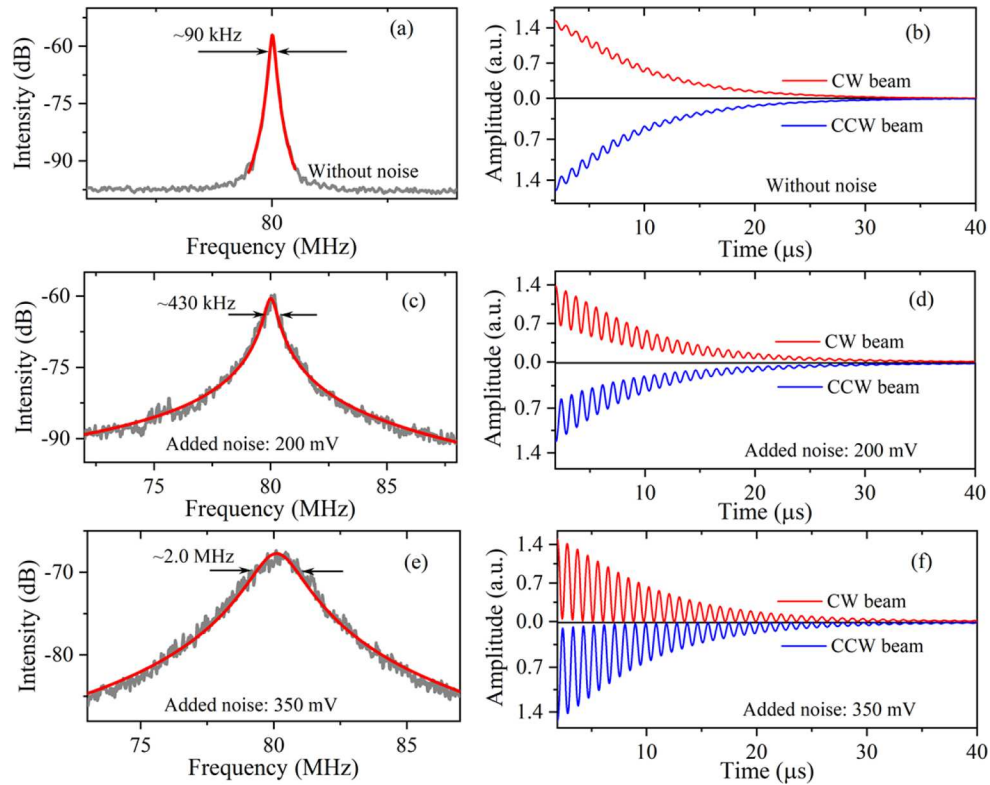 (a)
~90 kHz
-60
-75
-90
Intensity (dB)
Without noise
80
Frequency (MHz)
(b)
1.4
0.7
0.0
0.7
1.4
Amplitude (a.u.)
CW beam
CCW beam
Without noise
10 20 30 40
Time (μs)
(c)
~430 kHz
-60
-75
-90
Intensity (dB)
Added noise: 200 mV
75 80 85
Frequency (MHz)
(d)
1.4
0.7
0.0
0.7
1.4
Amplitude (a.u.)
CW beam
CCW beam
Added noise: 200 mV
10 20 30 40
Time (μs)
(e)
~2.0 MHz
-70
-80
Intensity (dB)
Added noise: 350 mV
75 80 85
Frequency (MHz)
(f)
1.4
0.7
0.0
0.7
1.4
Amplitude (a.u.)
CW beam
CCW beam
Added noise: 350 mV
10 20 30 40
Time (μs)